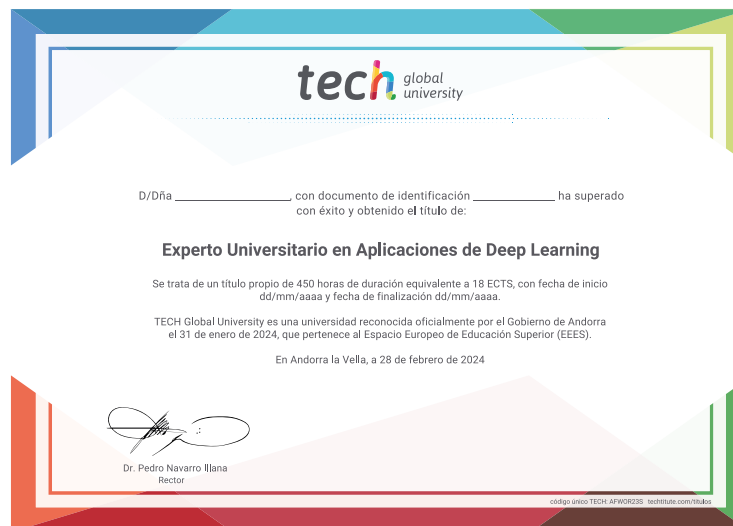 tech global university
D/Dña ______________, con documento de identificación ______________ ha superado
con éxito y obtenido el título de:
Experto Universitario en Aplicaciones de Deep Learning
Se trata de un título propio de 450 horas de duración equivalente a 18 ECTS, con fecha de inicio
dd/mm/aaaa y fecha de finalización dd/mm/aaaa.
TECH Global University es una universidad reconocida oficialmente por el Gobierno de Andorra
el 31 de enero de 2024, que pertenece al Espacio Europeo de Educación Superior (EEES).
En Andorra la Vella, a 28 de febrero de 2024
Dr. Pedro Navarro Illana
Rector
código único TECH: AFWOR23S techtitute.com/titulos